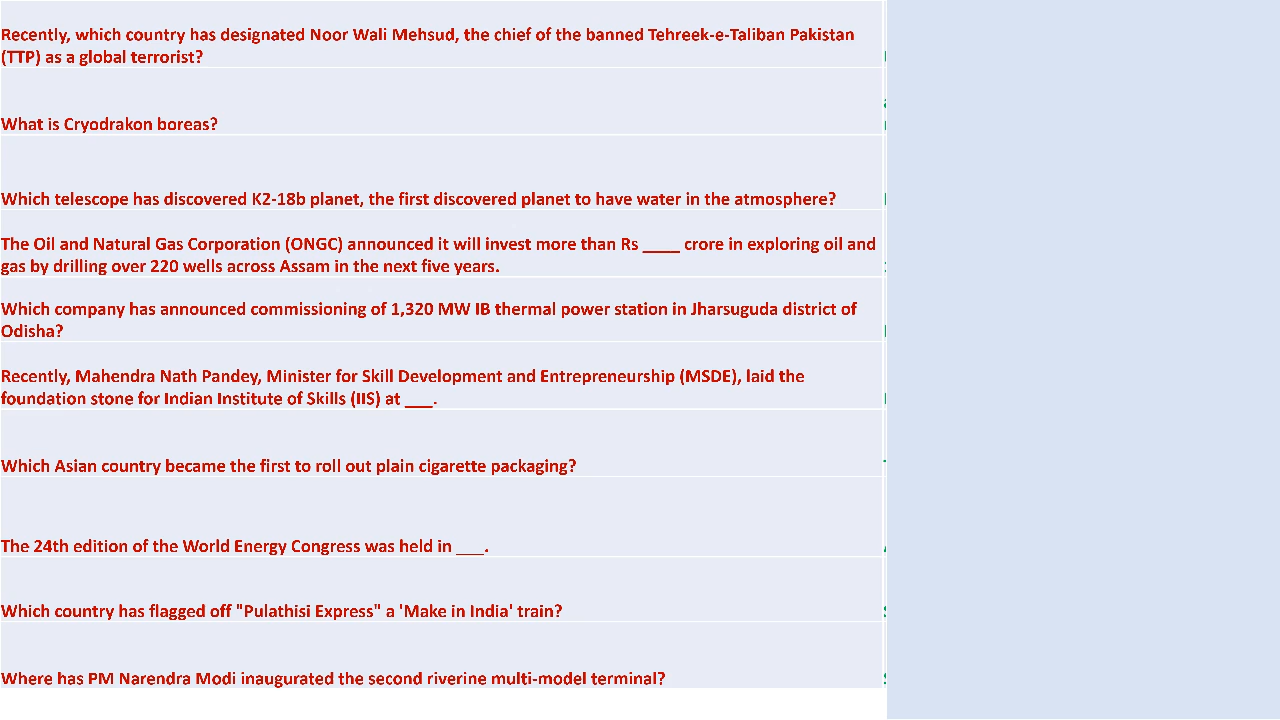 Recently, which country has designated Noor Wali Mehsud, the chief of the banned Tehreek-e-Taliban Pakistan
(TTP) as a global terrorist?
What is Cryodrakon boreas?
Which telescope has discovered K2-18b planet, the first discovered planet to have water in the atmosphere?
The Oil and Natural Gas Corporation (ONGC) announced it will invest more than Rs ____ crore in exploring oil and
gas by drilling over 220 wells across Assam in the next five years.
Which company has announced commissioning of 1,320 MW IB thermal power station in Jharsuguda district of
Odisha?
Recently, Mahendra Nath Pandey, Minister for Skill Development and Entrepreneurship (MSDE), laid the
foundation stone for Indian Institute of Skills (IIS) at ___.
Which Asian country became the first to roll out plain cigarette packaging?
The 24th edition of the World Energy Congress was held in ___.
Which country has flagged off "Pulathisi Express" a 'Make in India' train?
Where has PM Narendra Modi inaugurated the second riverine multi-model terminal?